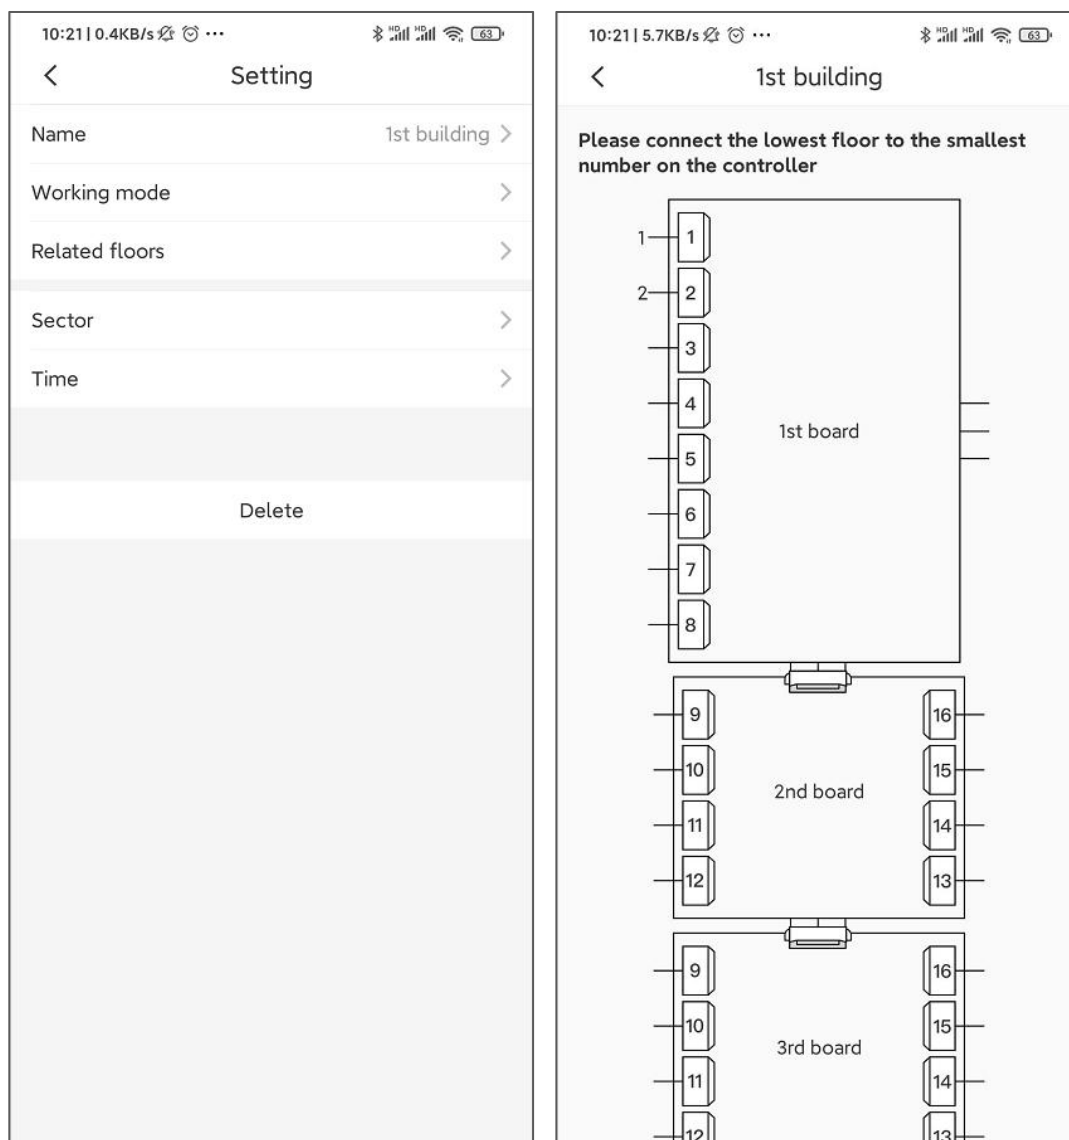 10:21 | 0.4KB/s ...
63
Setting
Name
1st building
Working mode
Related floors
Sector
Time
Delete
10:21 | 5.7KB/s ...
63
1st building
Please connect the lowest floor to the smallest
number on the controller
1 1
2 2
3
4
5
6
7
8
1st board
9
10
11
12
2nd board
16
15
14
13
9
10
11
12
3rd board
16
15
14
13